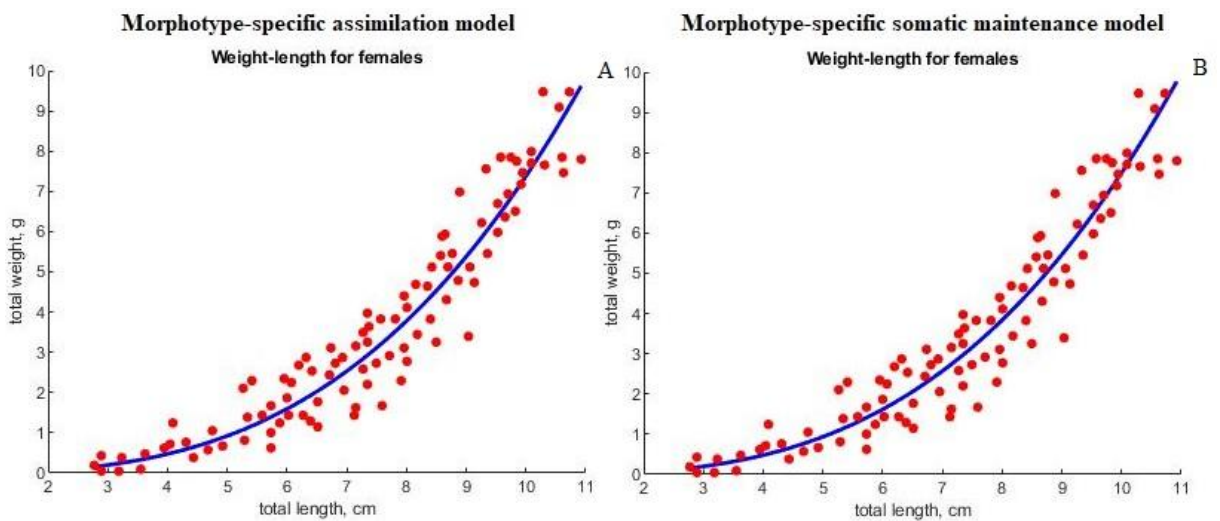 Morphotype-specific assimilation model
Weight-length for females
A
10
9
8
7
6
5
4
3
2
1
0
total weight, g
2 3 4 5 6 7 8 9 10 11
total length, cm
Morphotype-specific somatic maintenance model
Weight-length for females
B
10
9
8
7
6
5
4
3
2
1
0
total weight, g
2 3 4 5 6 7 8 9 10 11
total length, cm